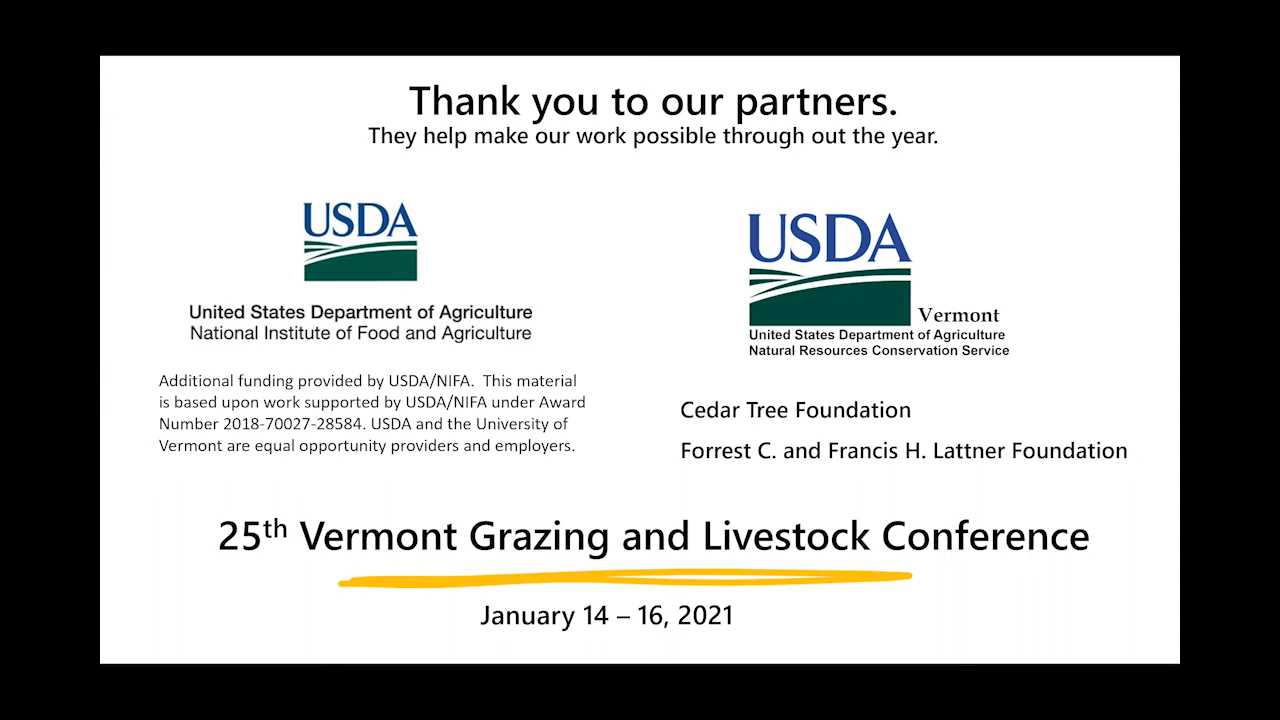 Thank you to our partners.
They help make our work possible through out the year.
USDA
United States Department of Agriculture
National Institute of Food and Agriculture
Additional funding provided by USDA/NIFA. This material
is based upon work supported by USDA/NIFA under Award
Number 2018-70027-28584. USDA and the University of
Vermont are equal opportunity providers and employers.
USDA
Vermont
United States Department of Agriculture
Natural Resources Conservation Service
Cedar Tree Foundation
Forrest C. and Francis H. Lattner Foundation
25th Vermont Grazing and Livestock Conference
January 14 – 16, 2021